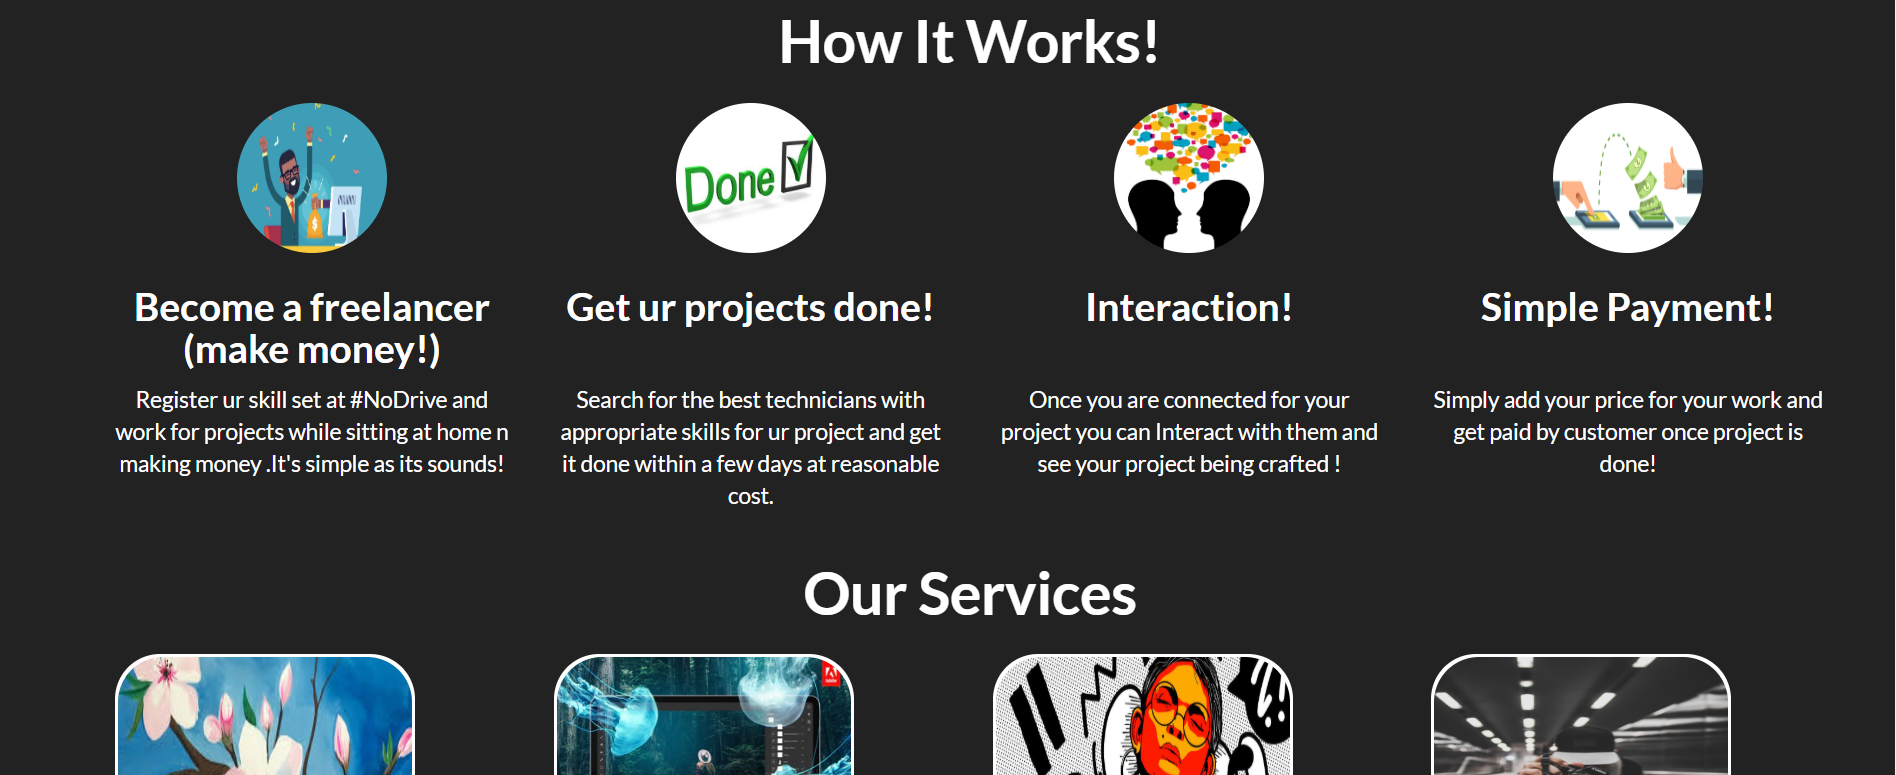 How It Works!
Done
Become a freelancer
(make money!)
Register ur skill set at #NoDrive and
work for projects while sitting at home n
making money .It's simple as its sounds!
Get ur projects done!
Search for the best technicians with
appropriate skills for ur project and get
it done within a few days at reasonable
cost.
Interaction!
Once you are connected for your
project you can Interact with them and
see your project being crafted !
Simple Payment!
Simply add your price for your work and
get paid by customer once project is
done!
Our Services